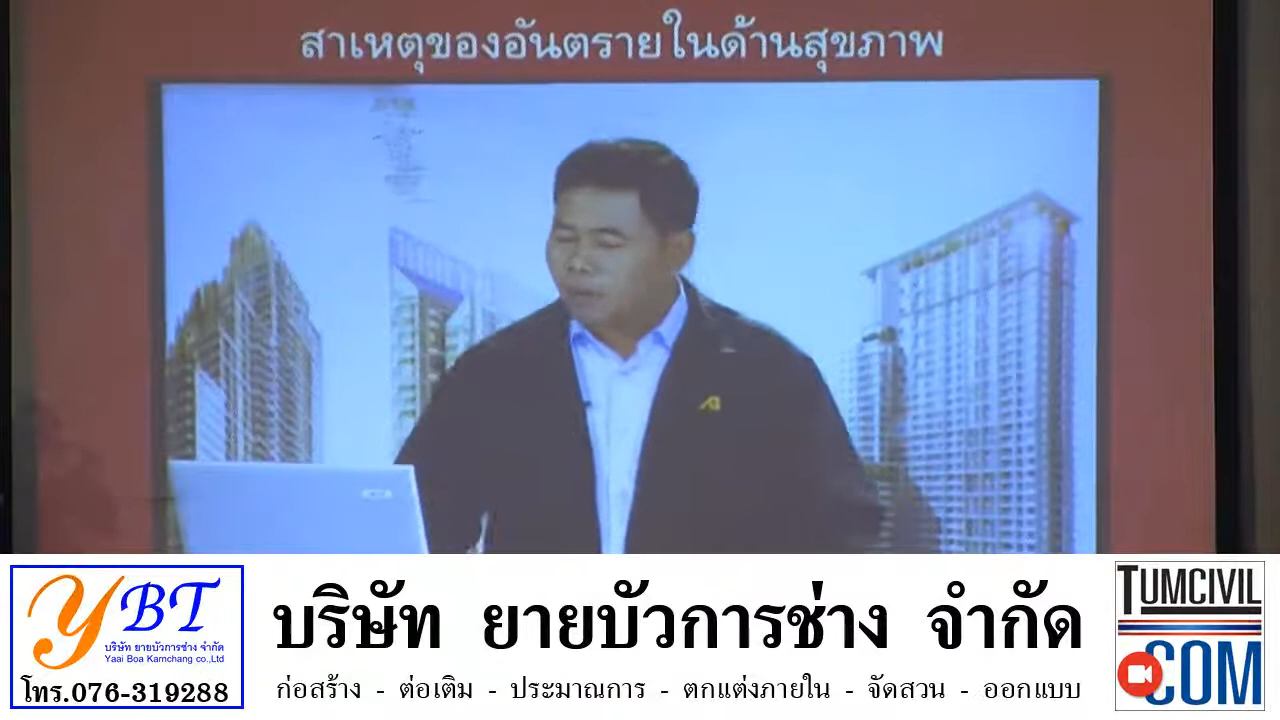 สาเหตุของอันตรายในด้านสุขภาพ
YBT
บริษัท ยายบัวการช่าง จำกัด
Yaai Boa Karnchang co.,Ltd
โทร.076-319288
บริษัท ยายบัวการช่าง จำกัด
ก่อสร้าง - ต่อเติม - ประมาณการ - ตกแต่งภายใน - จัดสวน - ออกแบบ
TUMCIVIL
.COM